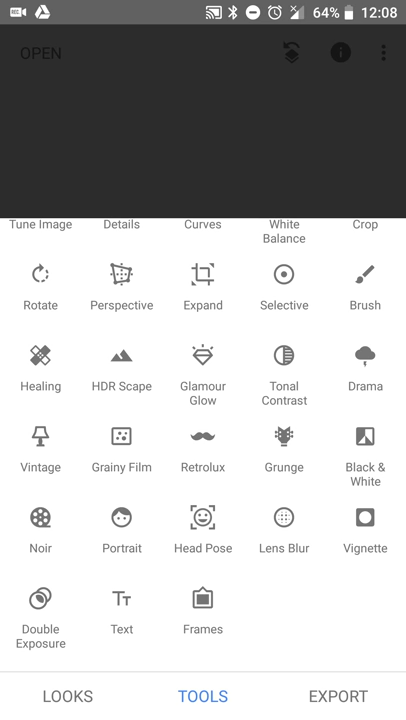 REC 64% 12:08
OPEN
Tune Image Details Curves White Balance Crop
Rotate Perspective Expand Selective Brush
Healing HDR Scape Glamour Glow Tonal Contrast Drama
Vintage Grainy Film Retrolux Grunge Black & White
Noir Portrait Head Pose Lens Blur Vignette
Double Exposure Text Frames
LOOKS TOOLS EXPORT